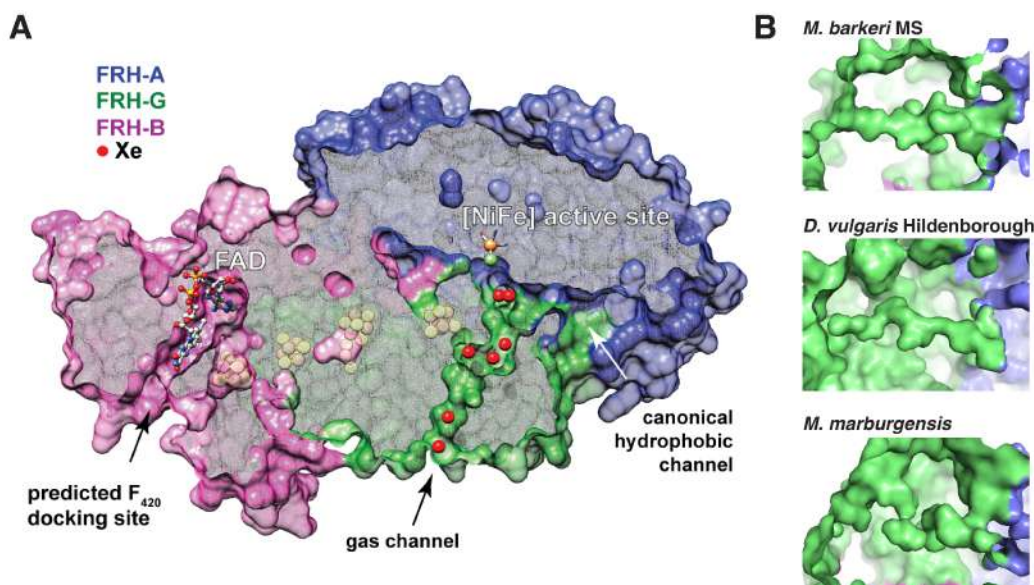 A
FRH-A
FRH-G
FRH-B
Xe
FAD
[NiFe] active site
predicted F₄₂₀
docking site
gas channel
canonical
hydrophobic
channel
B
M. barkeri MS
D. vulgaris Hildenborough
M. marburgensis